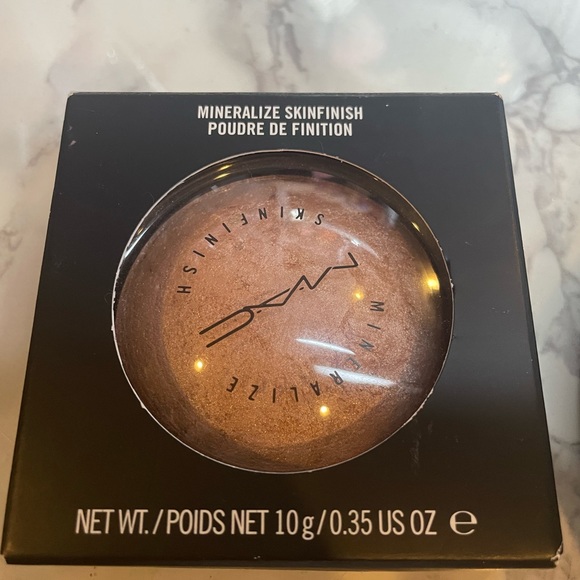 MINERALIZE SKINFINISH
POUDRE DE FINITION
SKINFINISH
MAC
MINERALIZE
NET WT./POIDS NET 10 g/0.35 US OZ ℮